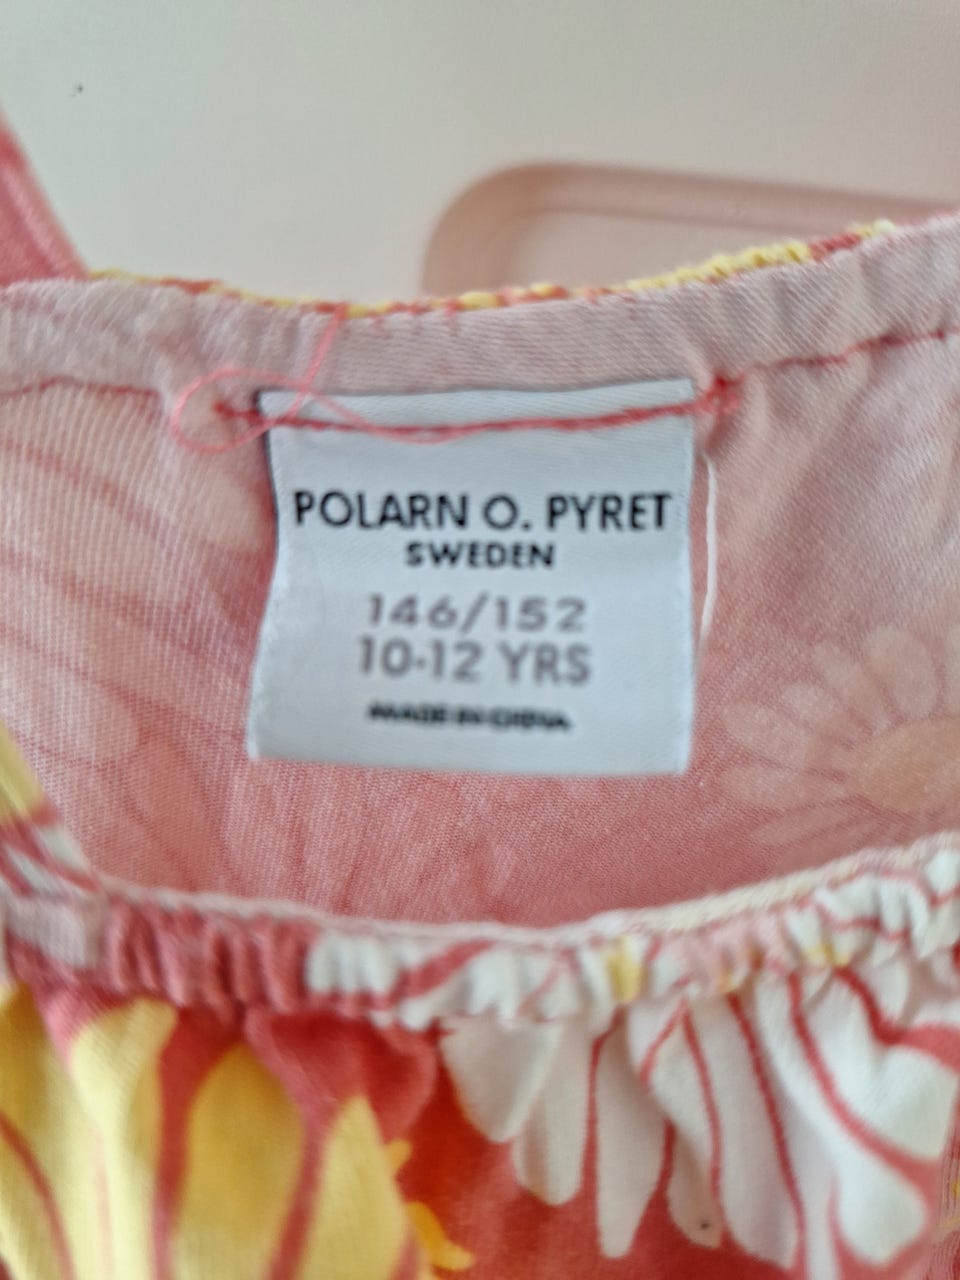 POLARN O. PYRET
SWEDEN
146/152
10-12 YRS
MADE IN CHINA